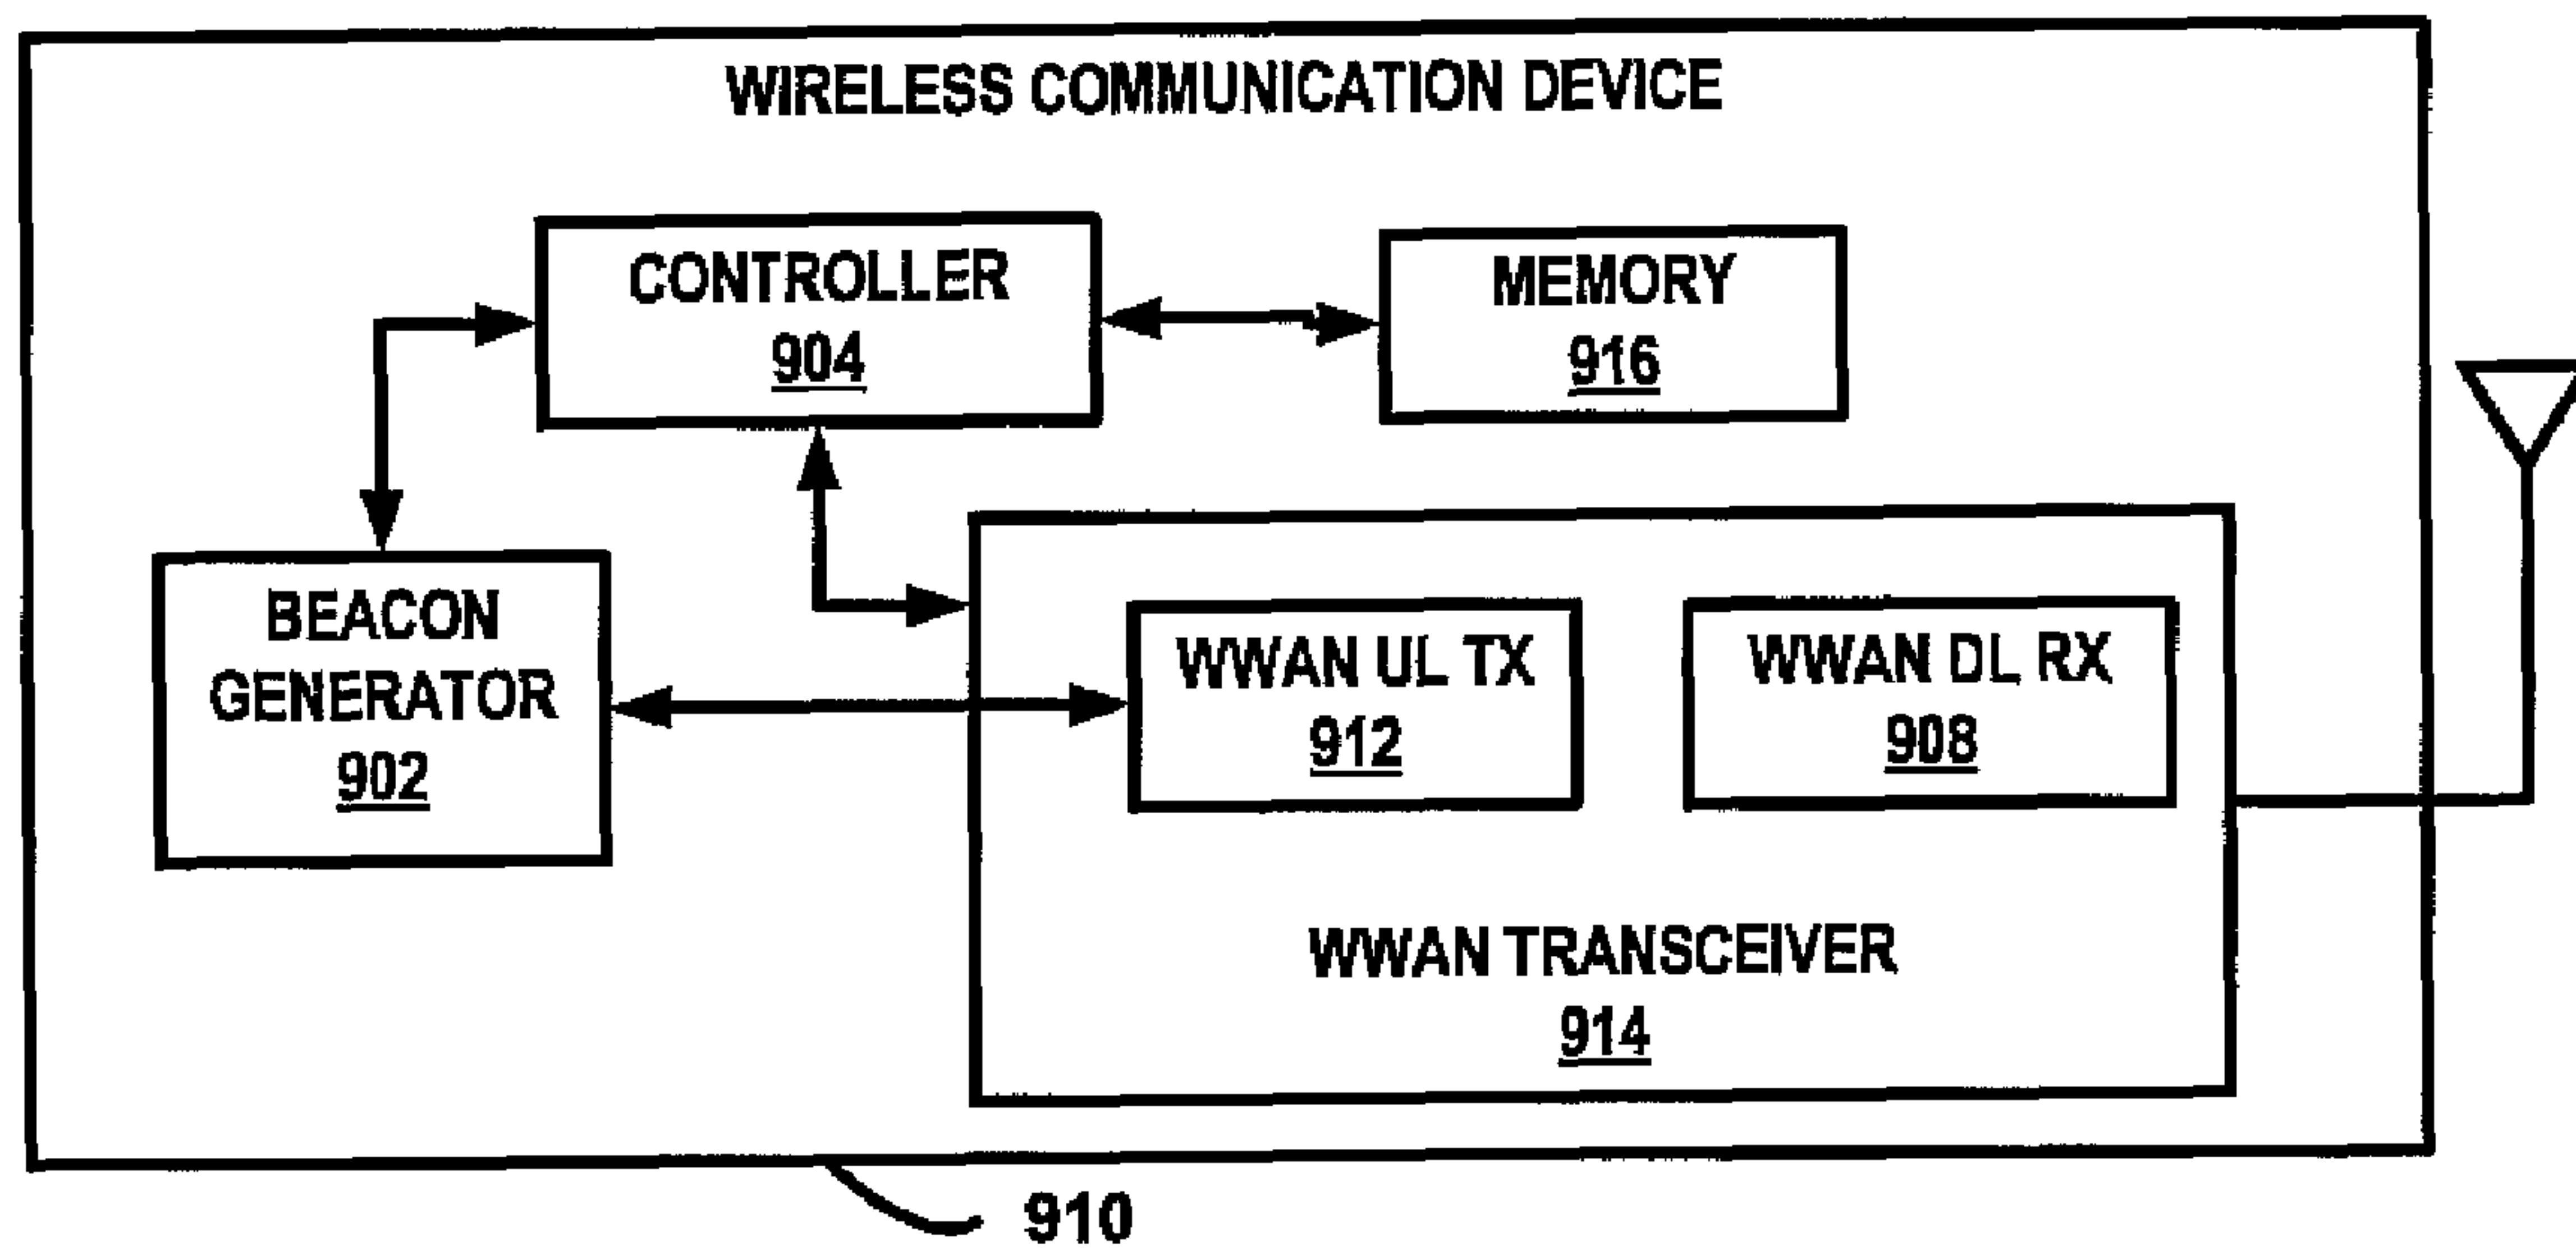 WIRELESS COMMUNICATION DEVICE
CONTROLLER
904
MEMORY
916
BEACON
GENERATOR
902
WWAN UL TX
912
WWAN DL RX
908
WWAN TRANSCEIVER
914
910